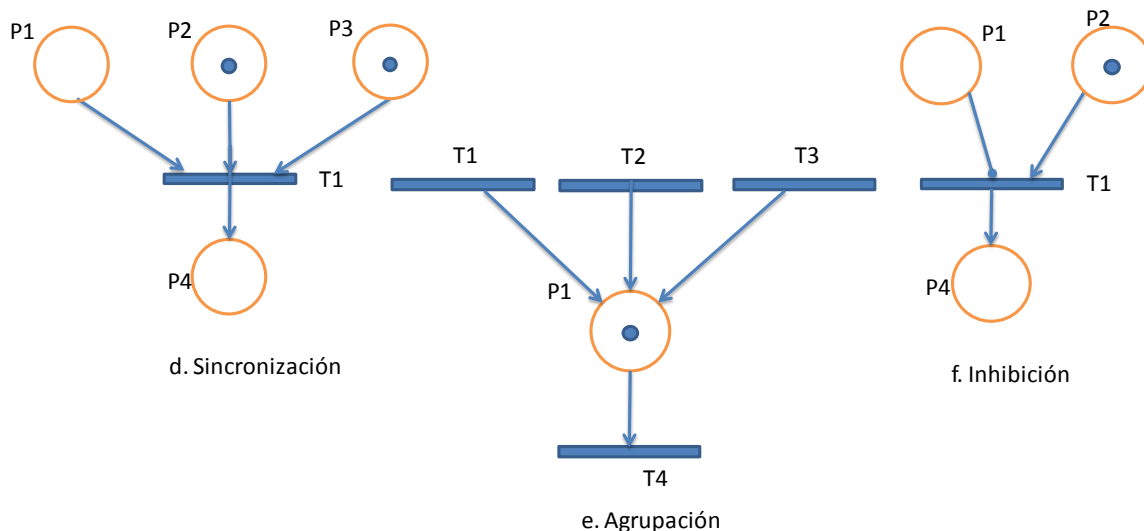 P1
P2
P3
T1
P4
d. Sincronización
T1
T2
T3
P1
T4
e. Agrupación
P1
P2
T1
P4
f. Inhibición